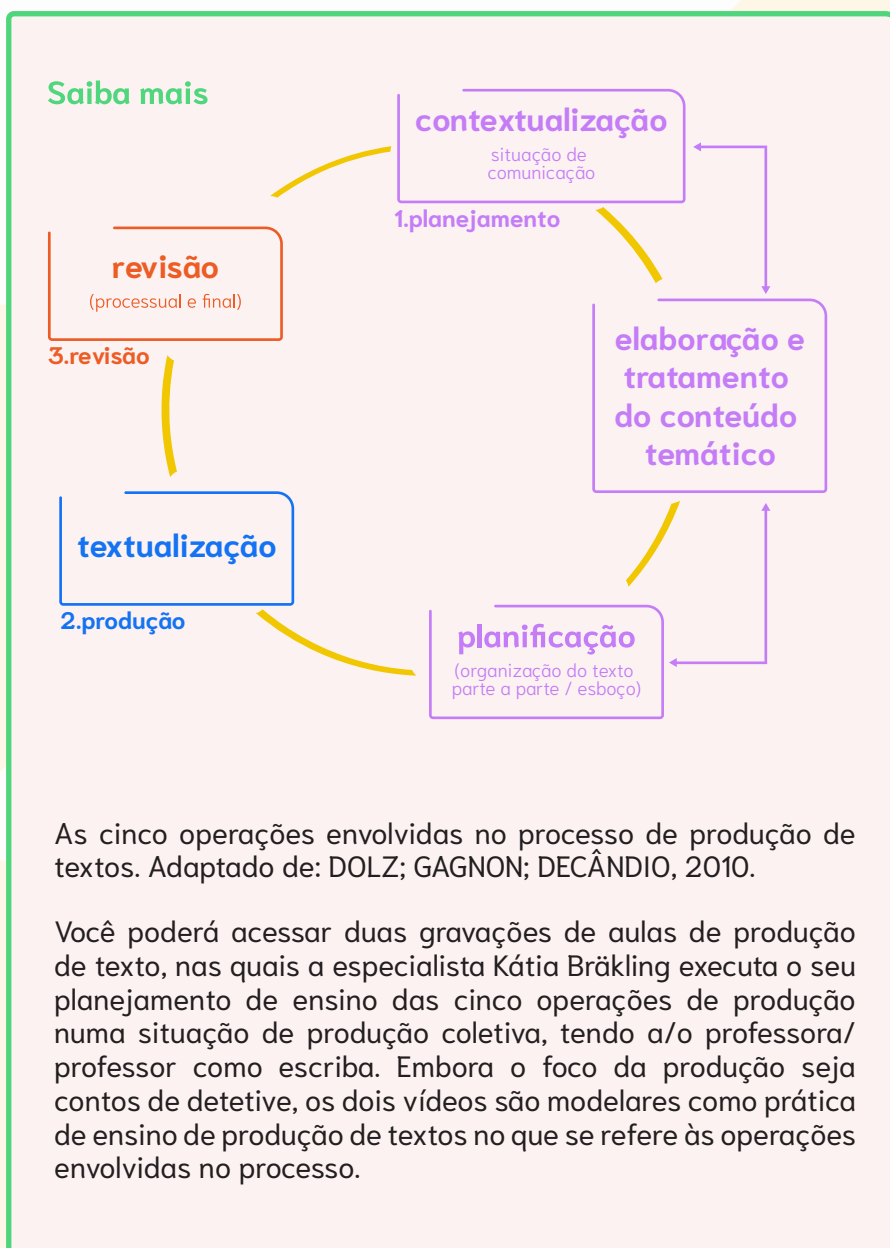 Saiba mais
contextualização
situação de
comunicação
1.planejamento
elaboração e
tratamento
do conteúdo
temático
planificação
(organização do texto
parte a parte / esboço)
textualização
2.produção
revisão
(processual e final)
3.revisão
As cinco operações envolvidas no processo de produção de
textos. Adaptado de: DOLZ; GAGNON; DECÂNDIO, 2010.
Você poderá acessar duas gravações de aulas de produção
de texto, nas quais a especialista Kátia Bräkling executa o seu
planejamento de ensino das cinco operações de produção
numa situação de produção coletiva, tendo a/o professora/
professor como escriba. Embora o foco da produção seja
contos de detetive, os dois vídeos são modelares como prática
de ensino de produção de textos no que se refere às operações
envolvidas no processo.